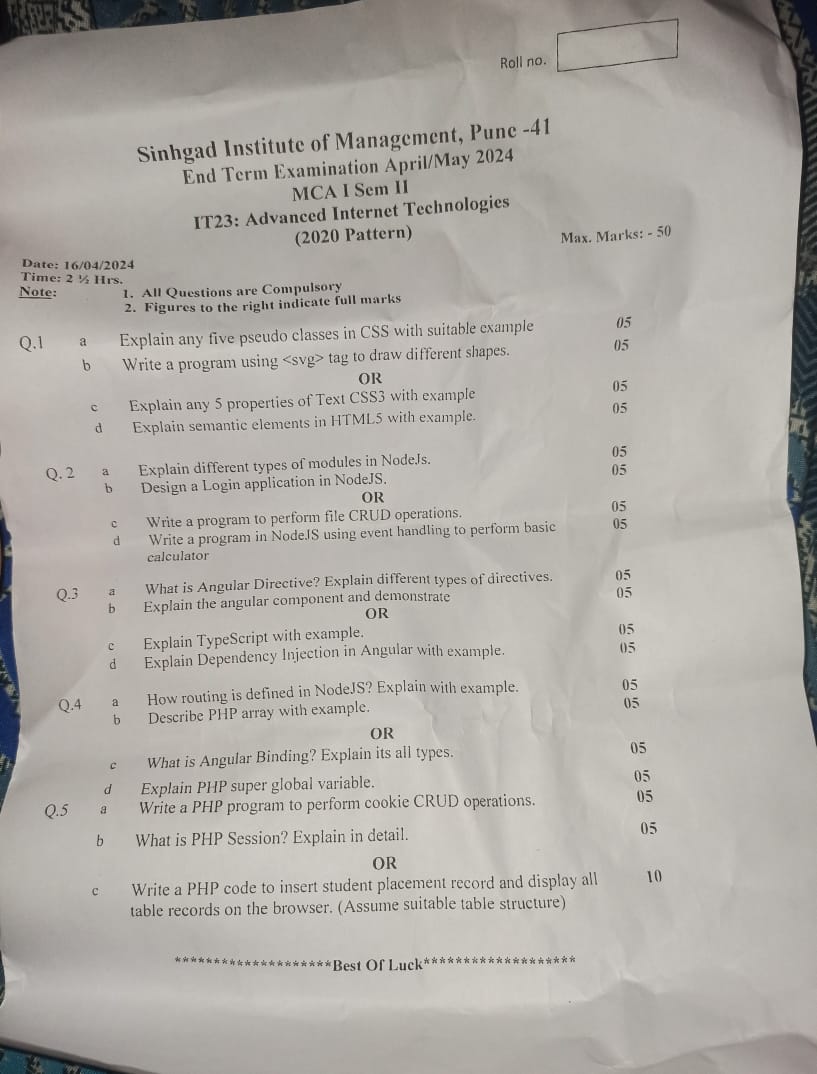 Roll no.
Sinhgad Institute of Management, Pune -41
End Term Examination April/May 2024
MCA I Sem II
IT23: Advanced Internet Technologies
(2020 Pattern)
Max. Marks: - 50
Date: 16/04/2024
Time: 2 ½ Hrs.
Note: 1. All Questions are Compulsory
2. Figures to the right indicate full marks
Q.1 a Explain any five pseudo classes in CSS with suitable example 05
b Write a program using <svg> tag to draw different shapes. 05
OR
c Explain any 5 properties of Text CSS3 with example 05
d Explain semantic elements in HTML5 with example. 05
Q. 2 a Explain different types of modules in NodeJs. 05
b Design a Login application in NodeJS. 05
OR
c Write a program to perform file CRUD operations. 05
d Write a program in NodeJS using event handling to perform basic 05
calculator
Q.3 a What is Angular Directive? Explain different types of directives. 05
b Explain the angular component and demonstrate 05
OR
c Explain TypeScript with example. 05
d Explain Dependency Injection in Angular with example. 05
Q.4 a How routing is defined in NodeJS? Explain with example. 05
b Describe PHP array with example. 05
OR
c What is Angular Binding? Explain its all types. 05
d Explain PHP super global variable. 05
Q.5 a Write a PHP program to perform cookie CRUD operations. 05
b What is PHP Session? Explain in detail. 05
OR
c Write a PHP code to insert student placement record and display all 10
table records on the browser. (Assume suitable table structure)
********************Best Of Luck********************